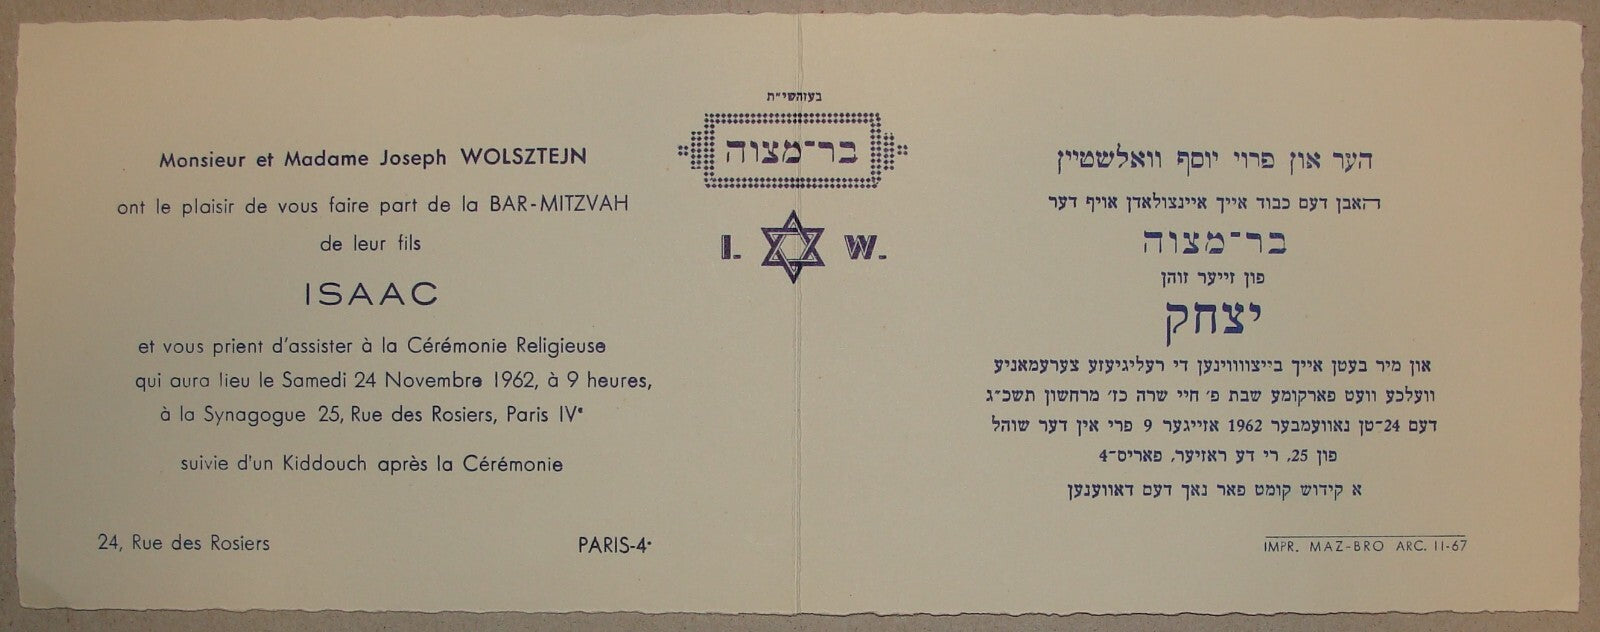 Monsieur et Madame Joseph WOLSZTEJN
ont le plaisir de vous faire part de la BAR-MITZVAH
de leur fils
ISAAC
et vous prient d'assister à la Cérémonie Religieuse
qui aura lieu le Samedi 24 Novembre 1962, à 9 heures,
à la Synagogue 25, Rue des Rosiers, Paris IVe
suivie d'un Kiddouch après la Cérémonie
24, Rue des Rosiers PARIS-4e
בעזהשי״ת
בר־מצוה
I. W.
הער און פרוי יוסף וואלשטיין
האבן דעם כבוד אייך איינצולאדן אויף דער
בר־מצוה
פון זייער זוהן
יצחק
און מיר בעטן אייך בייצוווינען די רעליגיעזע צערעמאניע
וועלכע וועט פארקומע שבת פ׳ חיי שרה כז׳ מרחשון תשכ״ג
דעם 24־טן נאוועמבער 1962 אזייגער 9 פרי אין דער שוהל
פון 25, רי דע ראזיער, פאריס־4
א קידוש קומט פאר נאך דעם דאווענען
IMPR. MAZ-BRO ARC. 11-67